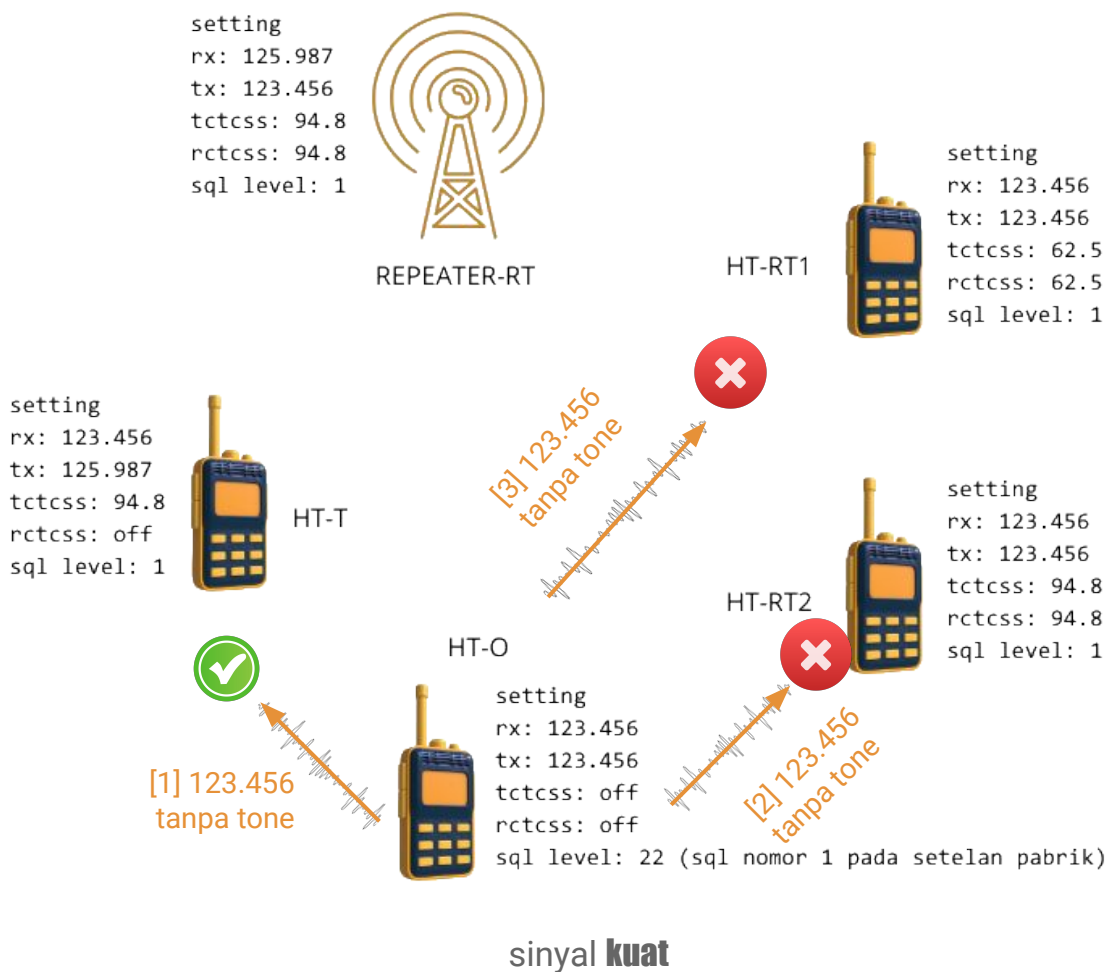 setting
rx: 125.987
tx: 123.456
tctcss: 94.8
rctcss: 94.8
sql level: 1
REPEATER-RT
HT-RT1
setting
rx: 123.456
tx: 123.456
tctcss: 62.5
rctcss: 62.5
sql level: 1
setting
rx: 123.456
tx: 125.987
tctcss: 94.8
rctcss: off
sql level: 1
HT-T
[3] 123.456
tanpa tone
HT-RT2
setting
rx: 123.456
tx: 123.456
tctcss: 94.8
rctcss: 94.8
sql level: 1
HT-O
setting
rx: 123.456
tx: 123.456
tctcss: off
rctcss: off
sql level: 22 (sql nomor 1 pada setelan pabrik)
[1] 123.456
tanpa tone
[2] 123.456
tanpa tone
sinyal kuat